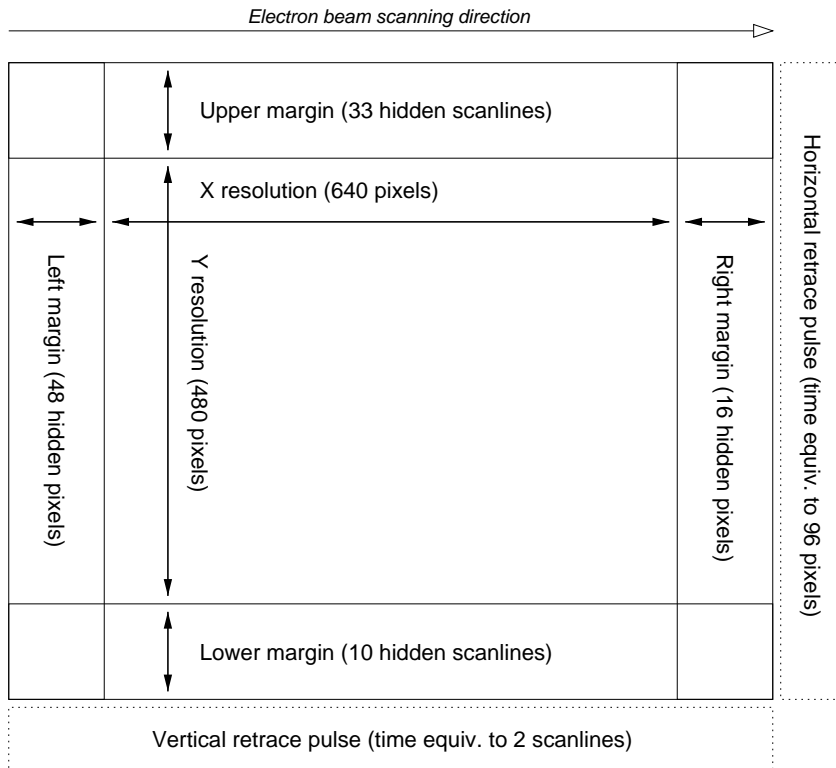 Electron beam scanning direction
Upper margin (33 hidden scanlines)
X resolution (640 pixels)
Left margin (48 hidden pixels)
Y resolution (480 pixels)
Right margin (16 hidden pixels)
Horizontal retrace pulse (time equiv. to 96 pixels)
Lower margin (10 hidden scanlines)
Vertical retrace pulse (time equiv. to 2 scanlines)